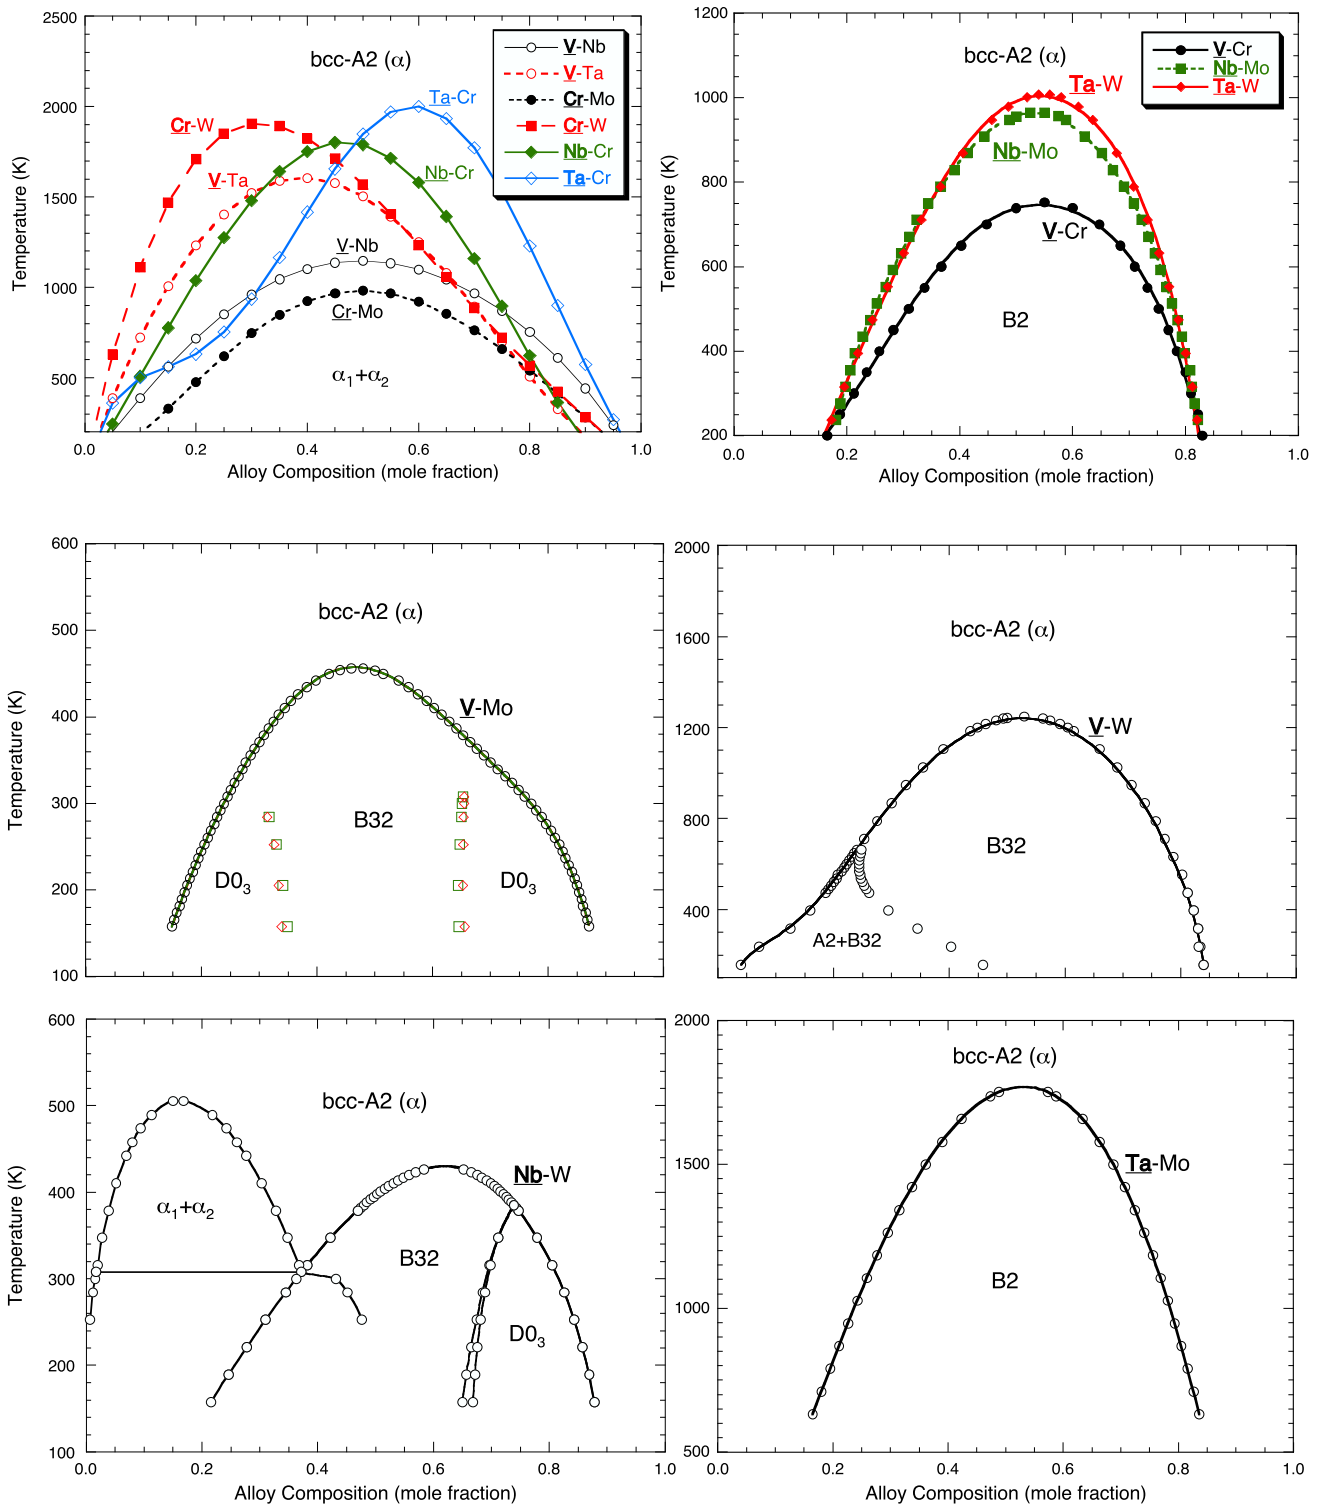 2500
2000
1500
1000
500
Temperature (K)
bcc-A2 (α)
V-Nb
V-Ta
Cr-Mo
Cr-W
Nb-Cr
Ta-Cr
Ta-Cr
Cr-W
V-Ta
Nb-Cr
V-Nb
Cr-Mo
α1+α2
0.0 0.2 0.4 0.6 0.8 1.0
Alloy Composition (mole fraction)
1200
1000
800
600
400
200
Temperature (K)
bcc-A2 (α)
V-Cr
Nb-Mo
Ta-W
Ta-W
Nb-Mo
V-Cr
B2
0.0 0.2 0.4 0.6 0.8 1.0
Alloy Composition (mole fraction)
600
500
400
300
200
100
Temperature (K)
bcc-A2 (α)
V-Mo
B32
D03 D03
2000
1600
1200
800
400
bcc-A2 (α)
V-W
B32
A2+B32
600
500
400
300
200
100
Temperature (K)
bcc-A2 (α)
Nb-W
α1+α2
B32
D03
0.0 0.2 0.4 0.6 0.8 1.0
Alloy Composition (mole fraction)
2000
1500
1000
500
bcc-A2 (α)
Ta-Mo
B2
0.0 0.2 0.4 0.6 0.8 1.0
Alloy Composition (mole fraction)